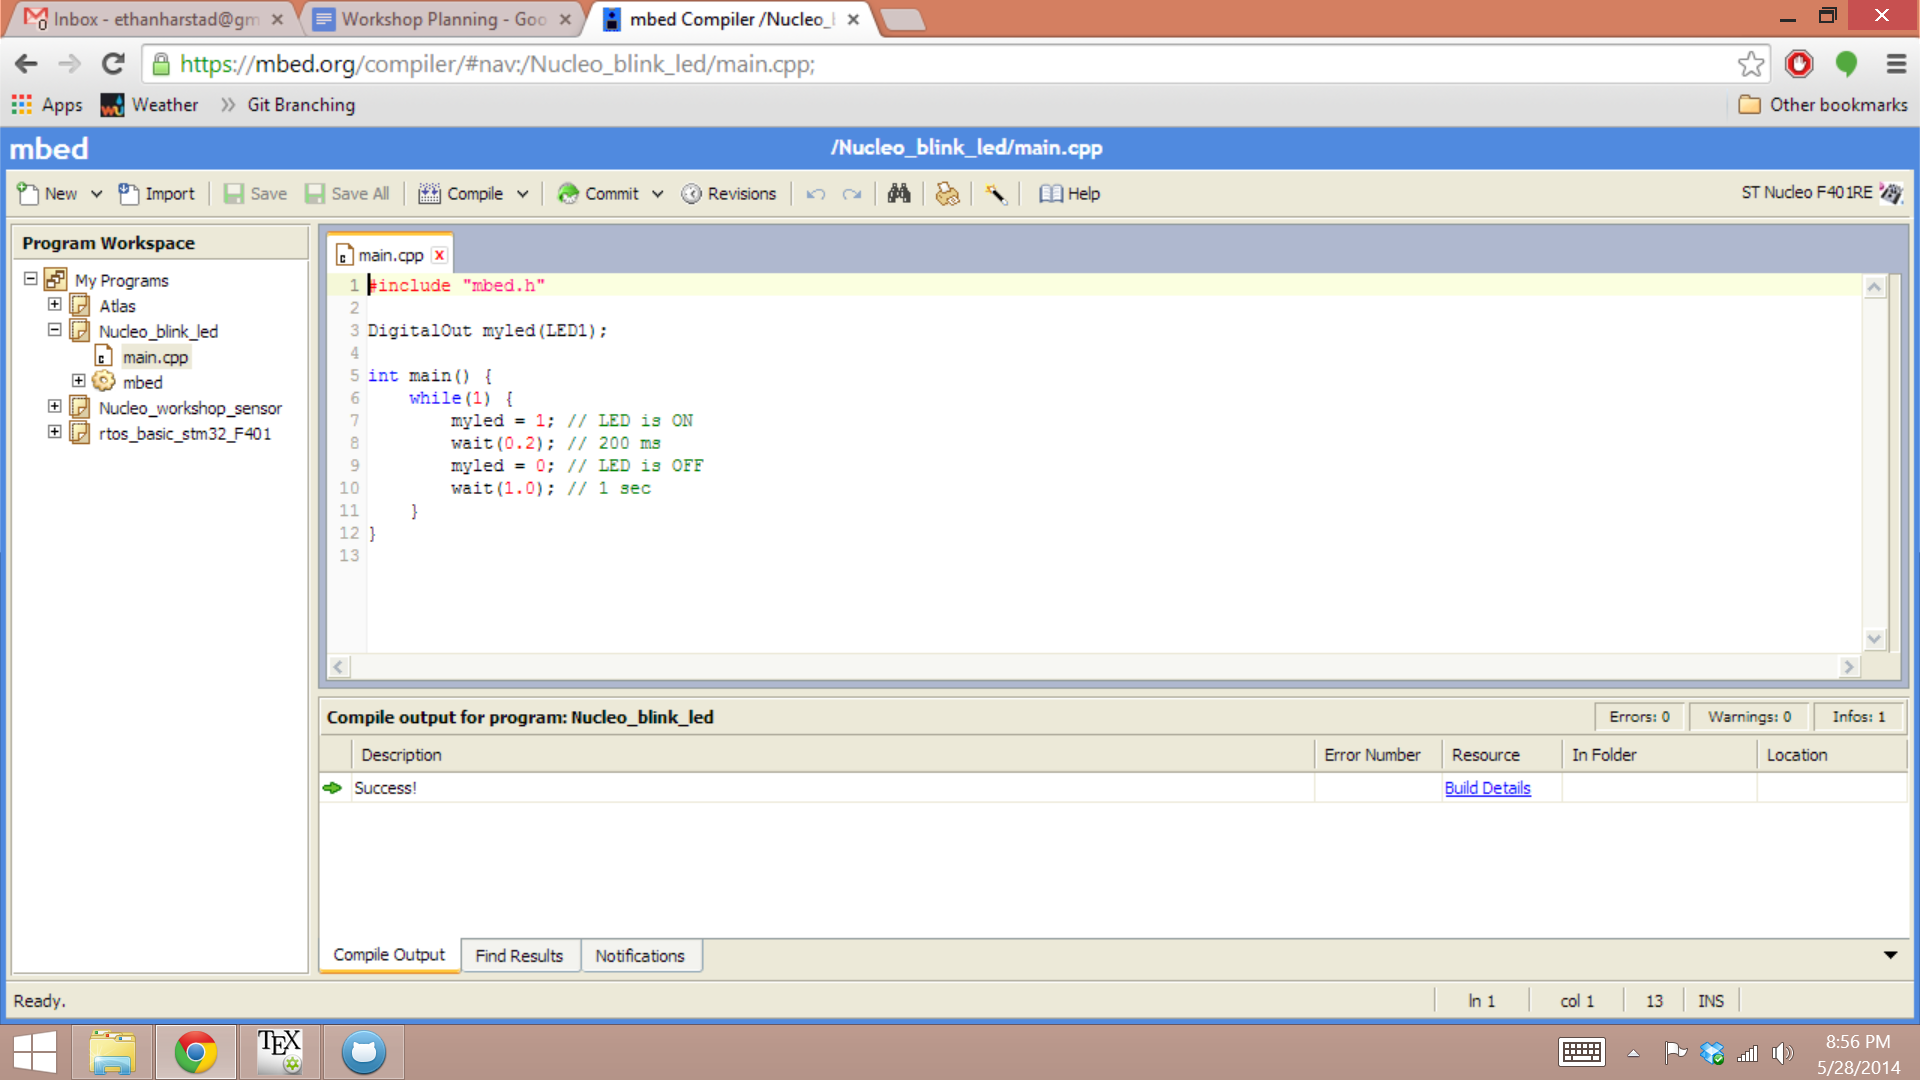 Inbox - ethanharstad@gm
Workshop Planning - Goo
mbed Compiler /Nucleo_
https://mbed.org/compiler/#nav:/Nucleo_blink_led/main.cpp;
Apps
Weather
Git Branching
Other bookmarks
mbed
/Nucleo_blink_led/main.cpp
New
Import
Save
Save All
Compile
Commit
Revisions
Help
ST Nucleo F401RE
Program Workspace
My Programs
Atlas
Nucleo_blink_led
main.cpp
mbed
Nucleo_workshop_sensor
rtos_basic_stm32_F401
main.cpp
1 #include "mbed.h"
2
3 DigitalOut myled(LED1);
4
5 int main() {
6 while(1) {
7 myled = 1; // LED is ON
8 wait(0.2); // 200 ms
9 myled = 0; // LED is OFF
10 wait(1.0); // 1 sec
11 }
12 }
13
Compile output for program: Nucleo_blink_led
Errors: 0
Warnings: 0
Infos: 1
Description
Error Number
Resource
In Folder
Location
Success!
Build Details
Compile Output
Find Results
Notifications
Ready.
ln 1
col 1
13
INS
TEX
8:56 PM
5/28/2014